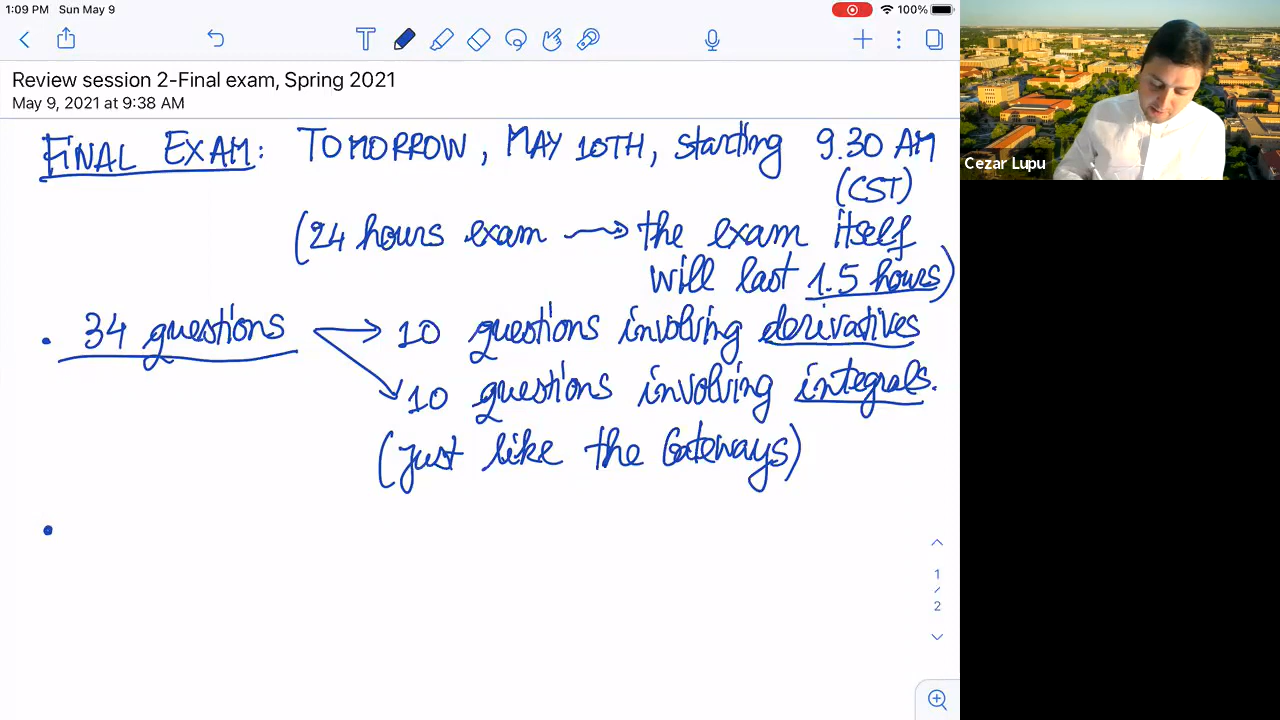 1:09 PM Sun May 9
100%
Review session 2-Final exam, Spring 2021
May 9, 2021 at 9:38 AM
Cezar Lupu
FINAL EXAM: TOMORROW, MAY 10TH, starting 9.30 AM
(CST)
(24 hours exam → the exam itself
will last 1.5 hours)
• 34 questions → 10 questions involving derivatives
→ 10 questions involving integrals.
(just like the Gateways)
•
1
/
2